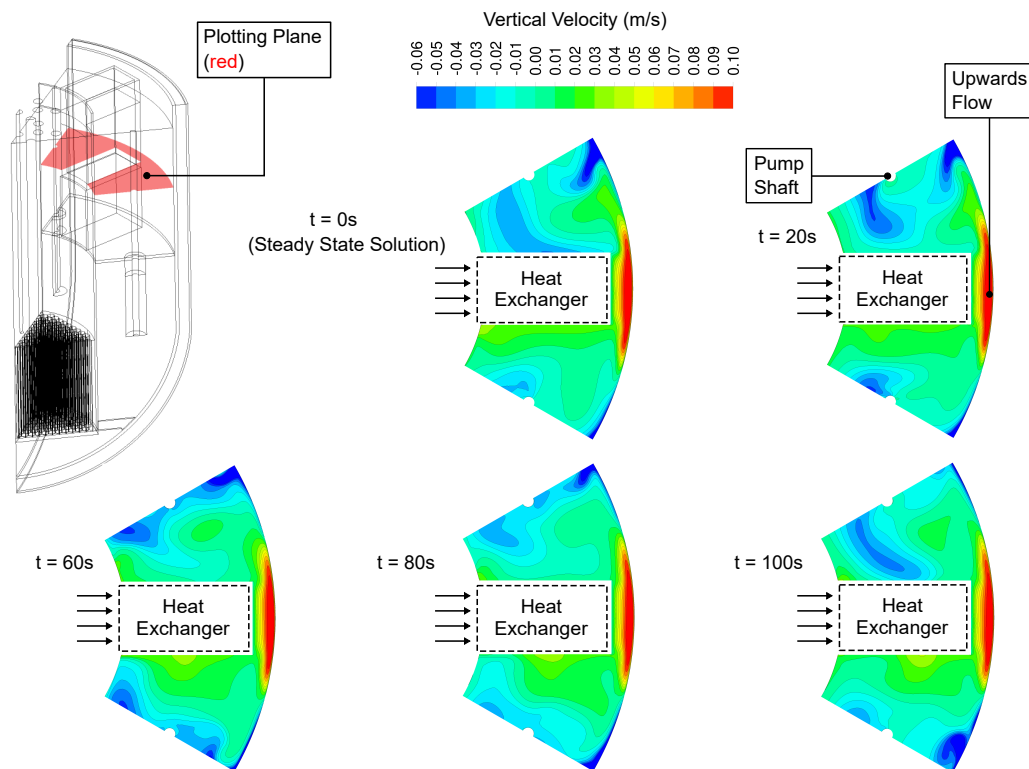 Vertical Velocity (m/s)
-0.06
-0.05
-0.04
-0.03
-0.02
-0.01
0.00
0.01
0.02
0.03
0.04
0.05
0.06
0.07
0.08
0.09
0.10
Plotting Plane
(red)
Upwards
Flow
Pump
Shaft
t = 0s
(Steady State Solution)
Heat
Exchanger
t = 20s
Heat
Exchanger
t = 60s
Heat
Exchanger
t = 80s
Heat
Exchanger
t = 100s
Heat
Exchanger